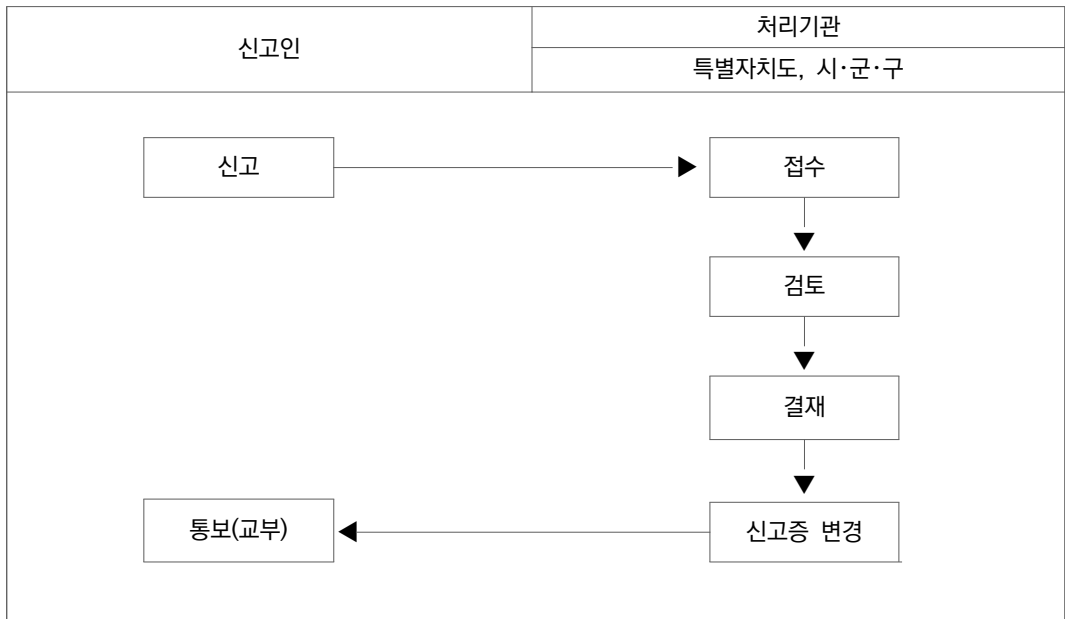 신고인
처리기관
특별자치도, 시·군·구
신고
접수
검토
결재
신고증 변경
통보(교부)